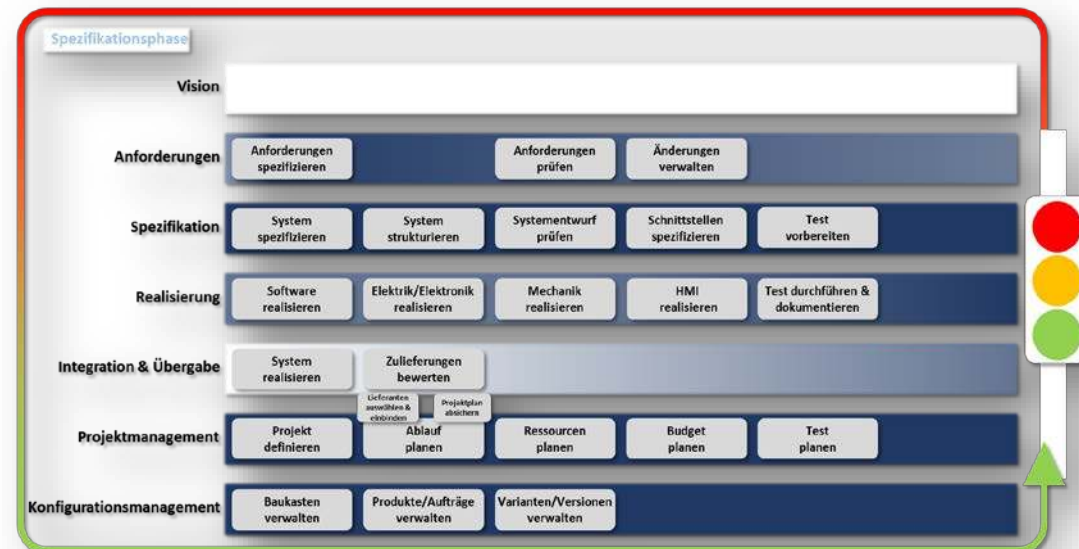 Spezifikationsphase
Vision
Anforderungen
Anforderungen
spezifizieren
Anforderungen
prüfen
Änderungen
verwalten
Spezifikation
System
spezifizieren
System
strukturieren
Systementwurf
prüfen
Schnittstellen
spezifizieren
Test
vorbereiten
Realisierung
Software
realisieren
Elektrik/Elektronik
realisieren
Mechanik
realisieren
HMI
realisieren
Test durchführen &
dokumentieren
Integration & Übergabe
System
realisieren
Zulieferungen
bewerten
Lieferanten
auswählen &
einbinden
Projektplan
absichern
Projektmanagement
Projekt
definieren
Ablauf
planen
Ressourcen
planen
Budget
planen
Test
planen
Konfigurationsmanagement
Baukasten
verwalten
Produkte/Aufträge
verwalten
Varianten/Versionen
verwalten